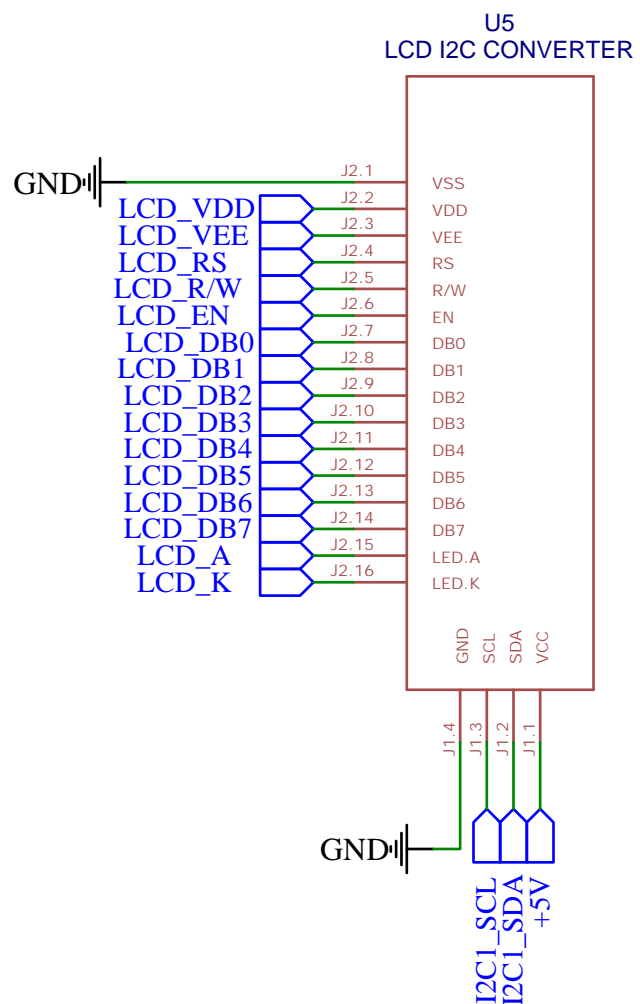 U5
LCD I2C CONVERTER
GND J2.1 VSS
LCD_VDD J2.2 VDD
LCD_VEE J2.3 VEE
LCD_RS J2.4 RS
LCD_R/W J2.5 R/W
LCD_EN J2.6 EN
LCD_DB0 J2.7 DB0
LCD_DB1 J2.8 DB1
LCD_DB2 J2.9 DB2
LCD_DB3 J2.10 DB3
LCD_DB4 J2.11 DB4
LCD_DB5 J2.12 DB5
LCD_DB6 J2.13 DB6
LCD_DB7 J2.14 DB7
LCD_A J2.15 LED.A
LCD_K J2.16 LED.K
GND SCL SDA VCC
J1.4 J1.3 J1.2 J1.1
GND
I2C1_SCL
I2C1_SDA
+5V